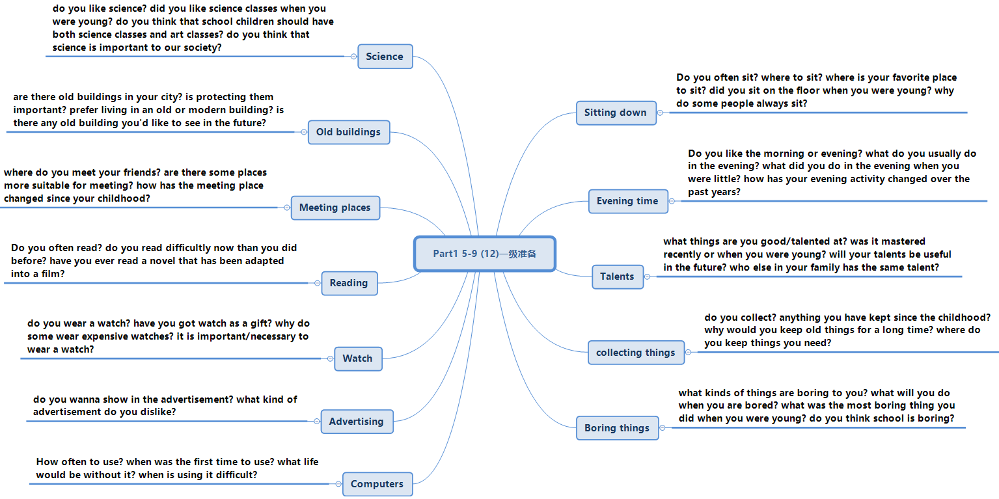 Part1 5-9 (12)一级准备
Sitting down
Do you often sit? where to sit? where is your favorite place
to sit? did you sit on the floor when you were young? why
do some people always sit?
Evening time
Do you like the morning or evening? what do you usually do
in the evening? what did you do in the evening when you
were little? how has your evening activity changed over the
past years?
Talents
what things are you good/talented at? was it mastered
recently or when you were young? will your talents be useful
in the future? who else in your family has the same talent?
collecting things
do you collect? anything you have kept since the childhood?
why would you keep old things for a long time? where do
you keep things you need?
Boring things
what kinds of things are boring to you? what will you do
when you are bored? what was the most boring thing you
did when you were young? do you think school is boring?
Science
do you like science? did you like science classes when you
were young? do you think that school children should have
both science classes and art classes? do you think that
science is important to our society?
Old buildings
are there old buildings in your city? is protecting them
important? prefer living in an old or modern building? is
there any old building you'd like to see in the future?
Meeting places
where do you meet your friends? are there some places
more suitable for meeting? how has the meeting place
changed since your childhood?
Reading
Do you often read? do you read difficultly now than you did
before? have you ever read a novel that has been adapted
into a film?
Watch
do you wear a watch? have you got watch as a gift? why do
some wear expensive watches? it is important/necessary to
wear a watch?
Advertising
do you wanna show in the advertisement? what kind of
advertisement do you dislike?
Computers
How often to use? when was the first time to use? what life
would be without it? when is using it difficult?